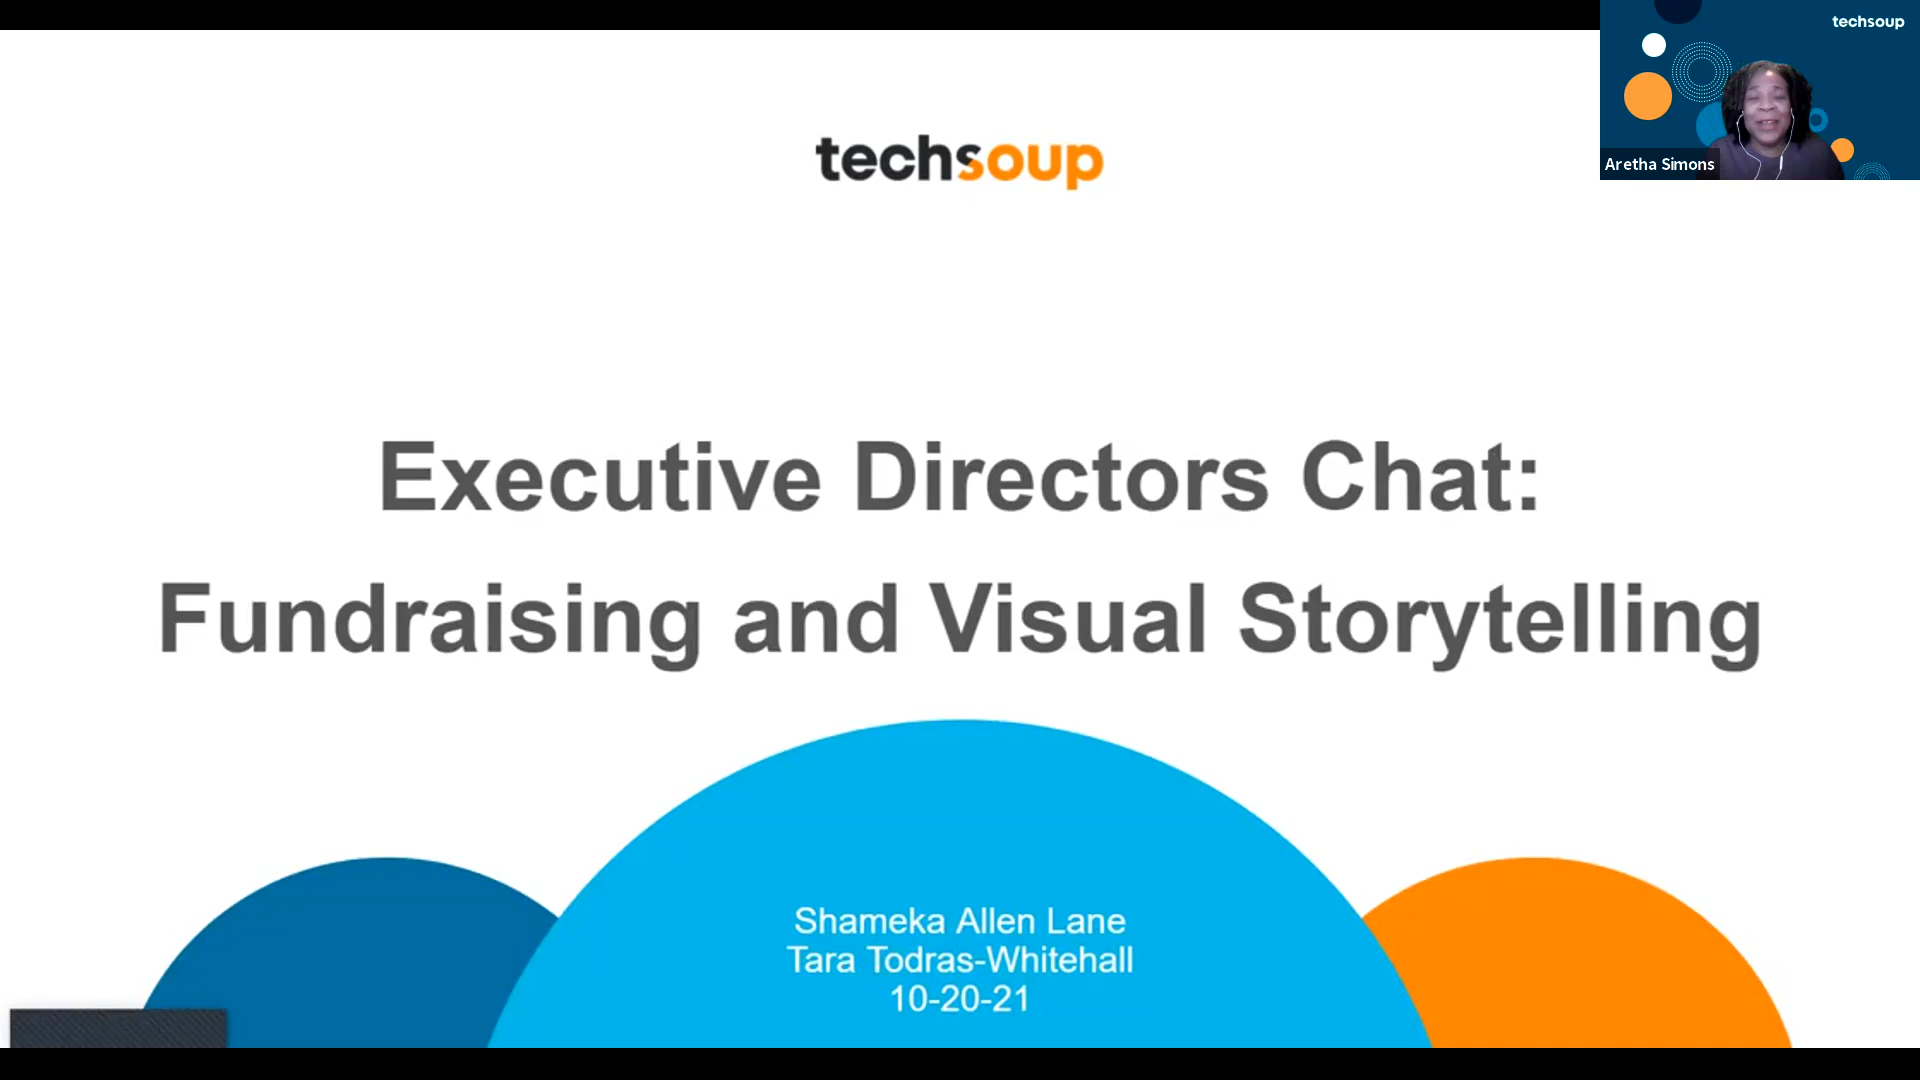 techsoup
Aretha Simons
techsoup
Executive Directors Chat:
Fundraising and Visual Storytelling
Shameka Allen Lane
Tara Todras-Whitehall
10-20-21